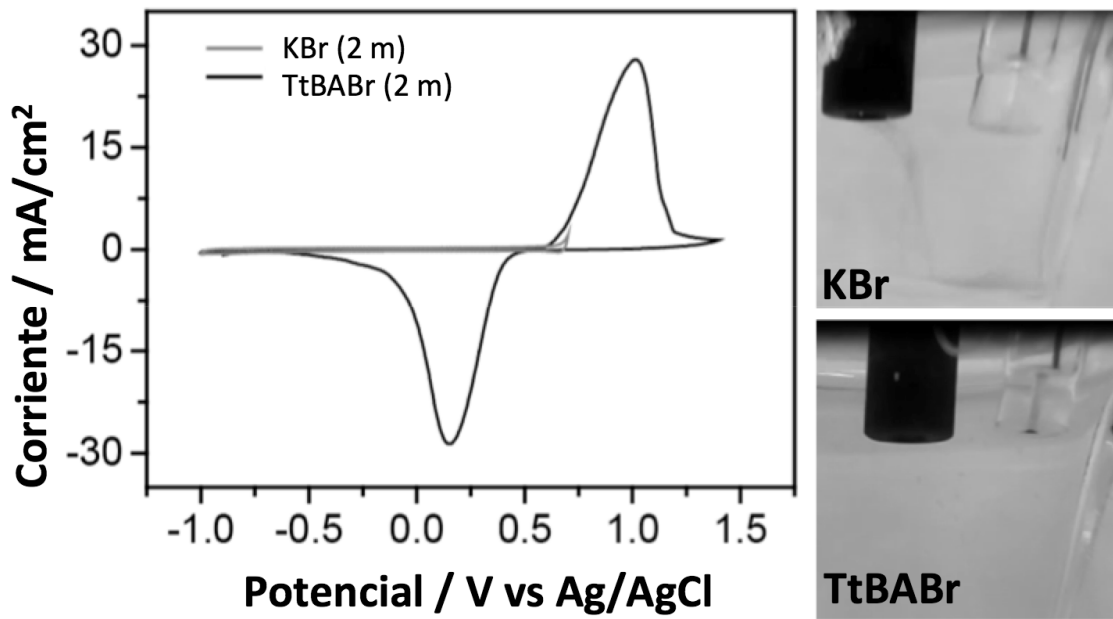 Corriente / mA/cm²
30
15
0
-15
-30
KBr (2 m)
TtBABr (2 m)
-1.0 -0.5 0.0 0.5 1.0 1.5
Potencial / V vs Ag/AgCl
KBr
TtBABr